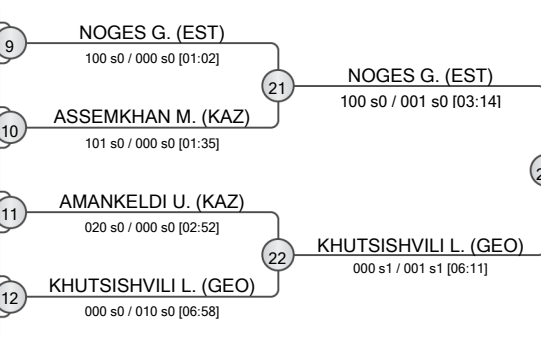 9
NOGES G. (EST)
100 s0 / 000 s0 [01:02]
21
NOGES G. (EST)
100 s0 / 001 s0 [03:14]
10
ASSEMKHAN M. (KAZ)
101 s0 / 000 s0 [01:35]
11
AMANKELDI U. (KAZ)
020 s0 / 000 s0 [02:52]
22
KHUTSISHVILI L. (GEO)
000 s1 / 001 s1 [06:11]
12
KHUTSISHVILI L. (GEO)
000 s0 / 010 s0 [06:58]